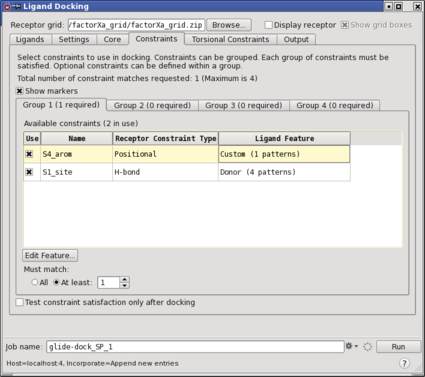 Ligand Docking
Receptor grid: /factorXa_grid/factorXa_grid.zip Browse... Display receptor Show grid boxes
Ligands Settings Core Constraints Torsional Constraints Output
Select constraints to use in docking. Constraints can be grouped. Each group of constraints must be
satisfied. Optional constraints can be defined within a group.
Total number of constraint matches requested: 1 (Maximum is 4)
Show markers
Group 1 (1 required) Group 2 (0 required) Group 3 (0 required) Group 4 (0 required)
Available constraints (2 in use)
Use Name Receptor Constraint Type Ligand Feature
S4_arom Positional Custom (1 patterns)
S1_site H-bond Donor (4 patterns)
Edit Feature...
Must match:
All At least: 1
Test constraint satisfaction only after docking
Job name: glide-dock_SP_1 Run
Host=localhost:4, Incorporate=Append new entries ?